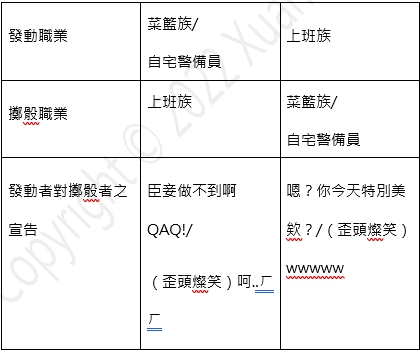 發動職業
菜籃族/
自宅警備員
上班族
擲骰職業
上班族
菜籃族/
自宅警備員
發動者對擲骰者之
宣告
臣妾做不到啊
QAQ!/
（歪頭燦笑）呵..ㄏ
ㄏ
嗯？你今天特別美
欸？/（歪頭燦笑）
wwwww
Copyright © 2022 Xuan